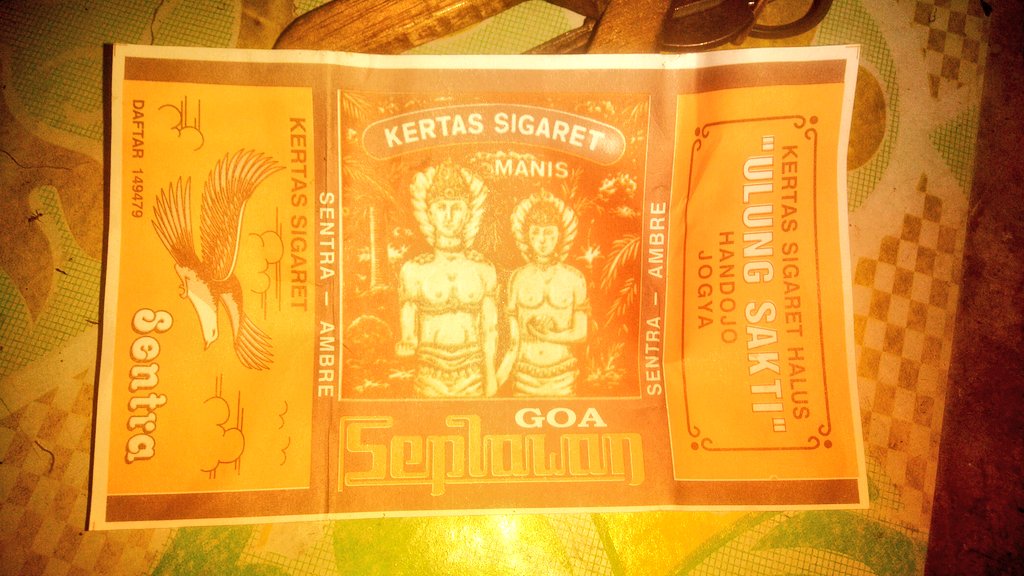 DAFTAR 149479
KERTAS SIGARET
Sentra
SENTRA - AMBRE
KERTAS SIGARET
MANIS
GOA
Seplawan
SENTRA - AMBRE
KERTAS SIGARET HALUS
"ULUNG SAKTI"
HANDOJO
JOGYA